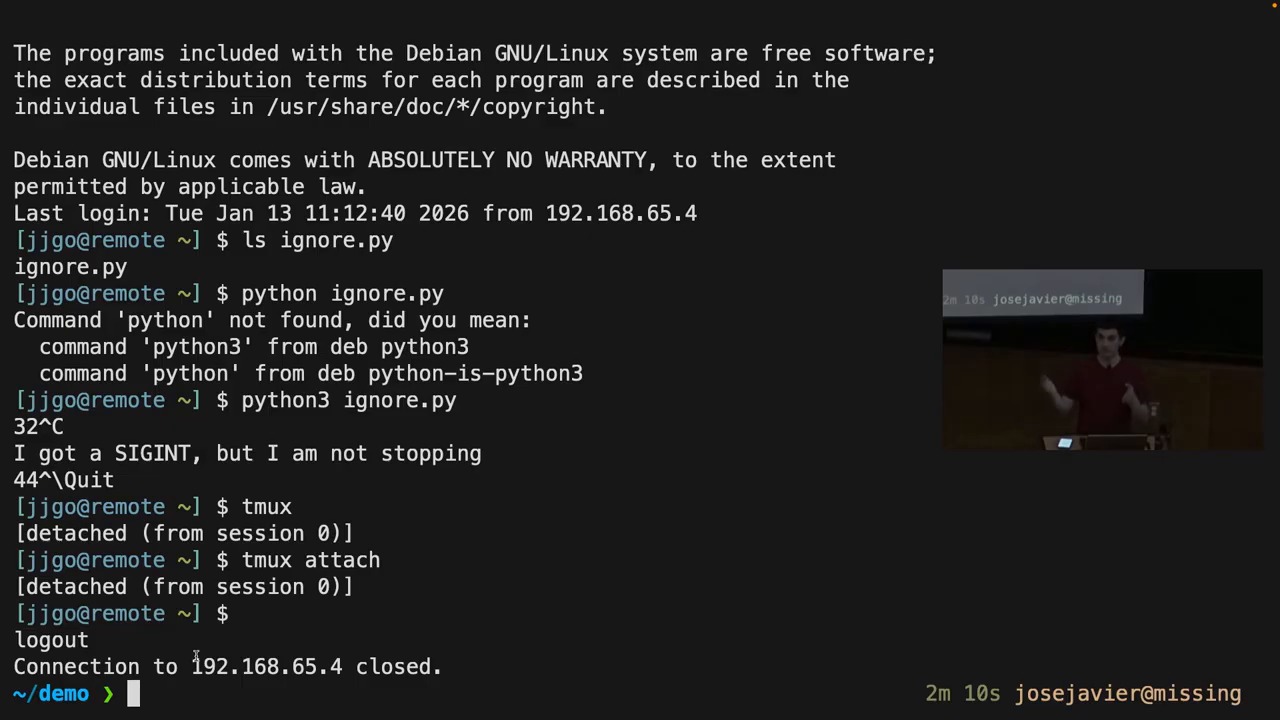 The programs included with the Debian GNU/Linux system are free software;
the exact distribution terms for each program are described in the
individual files in /usr/share/doc/*/copyright.
Debian GNU/Linux comes with ABSOLUTELY NO WARRANTY, to the extent
permitted by applicable law.
Last login: Tue Jan 13 11:12:40 2026 from 192.168.65.4
[jjgo@remote ~] $ ls ignore.py
ignore.py
[jjgo@remote ~] $ python ignore.py
Command 'python' not found, did you mean:
  command 'python3' from deb python3
  command 'python' from deb python-is-python3
[jjgo@remote ~] $ python3 ignore.py
32^C
I got a SIGINT, but I am not stopping
44^\Quit
[jjgo@remote ~] $ tmux
[detached (from session 0)]
[jjgo@remote ~] $ tmux attach
[detached (from session 0)]
[jjgo@remote ~] $
logout
Connection to 192.168.65.4 closed.
~/demo ❯ 2m 10s josejavier@missing
2m 10s josejavier@missing